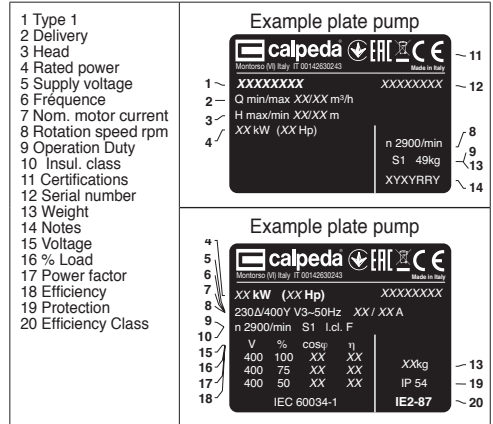 1 Type 1
2 Delivery
3 Head
4 Rated power
5 Supply voltage
6 Fréquence
7 Nom. motor current
8 Rotation speed rpm
9 Operation Duty
10 Insul. class
11 Certifications
12 Serial number
13 Weight
14 Notes
15 Voltage
16 % Load
17 Power factor
18 Efficiency
19 Protection
20 Efficiency Class
Example plate pump
calpeda EAC CE
Montorso (VI) Italy IT 00142630243 Made in Italy
11
1 XXXXXXXX XXXXXXXX 12
2 Q min/max XX/XX m³/h
3 H max/min XX/XX m
4 XX kW (XX Hp)
n 2900/min 8
S1 49kg 9
13
XYXYRRY 14
Example plate pump
calpeda EAC CE
Montorso (VI) Italy IT 00142630243 Made in Italy
4
5
6
7
8
9
10
15
16
17
18
XX kW (XX Hp) XXXXXXXX
230Δ/400Y V3~50Hz XX / XX A
n 2900/min S1 I.cl. F
V % cosφ η
400 100 XX XX
400 75 XX XX
400 50 XX XX
IEC 60034-1
XXkg 13
IP 54 19
IE2-87 20